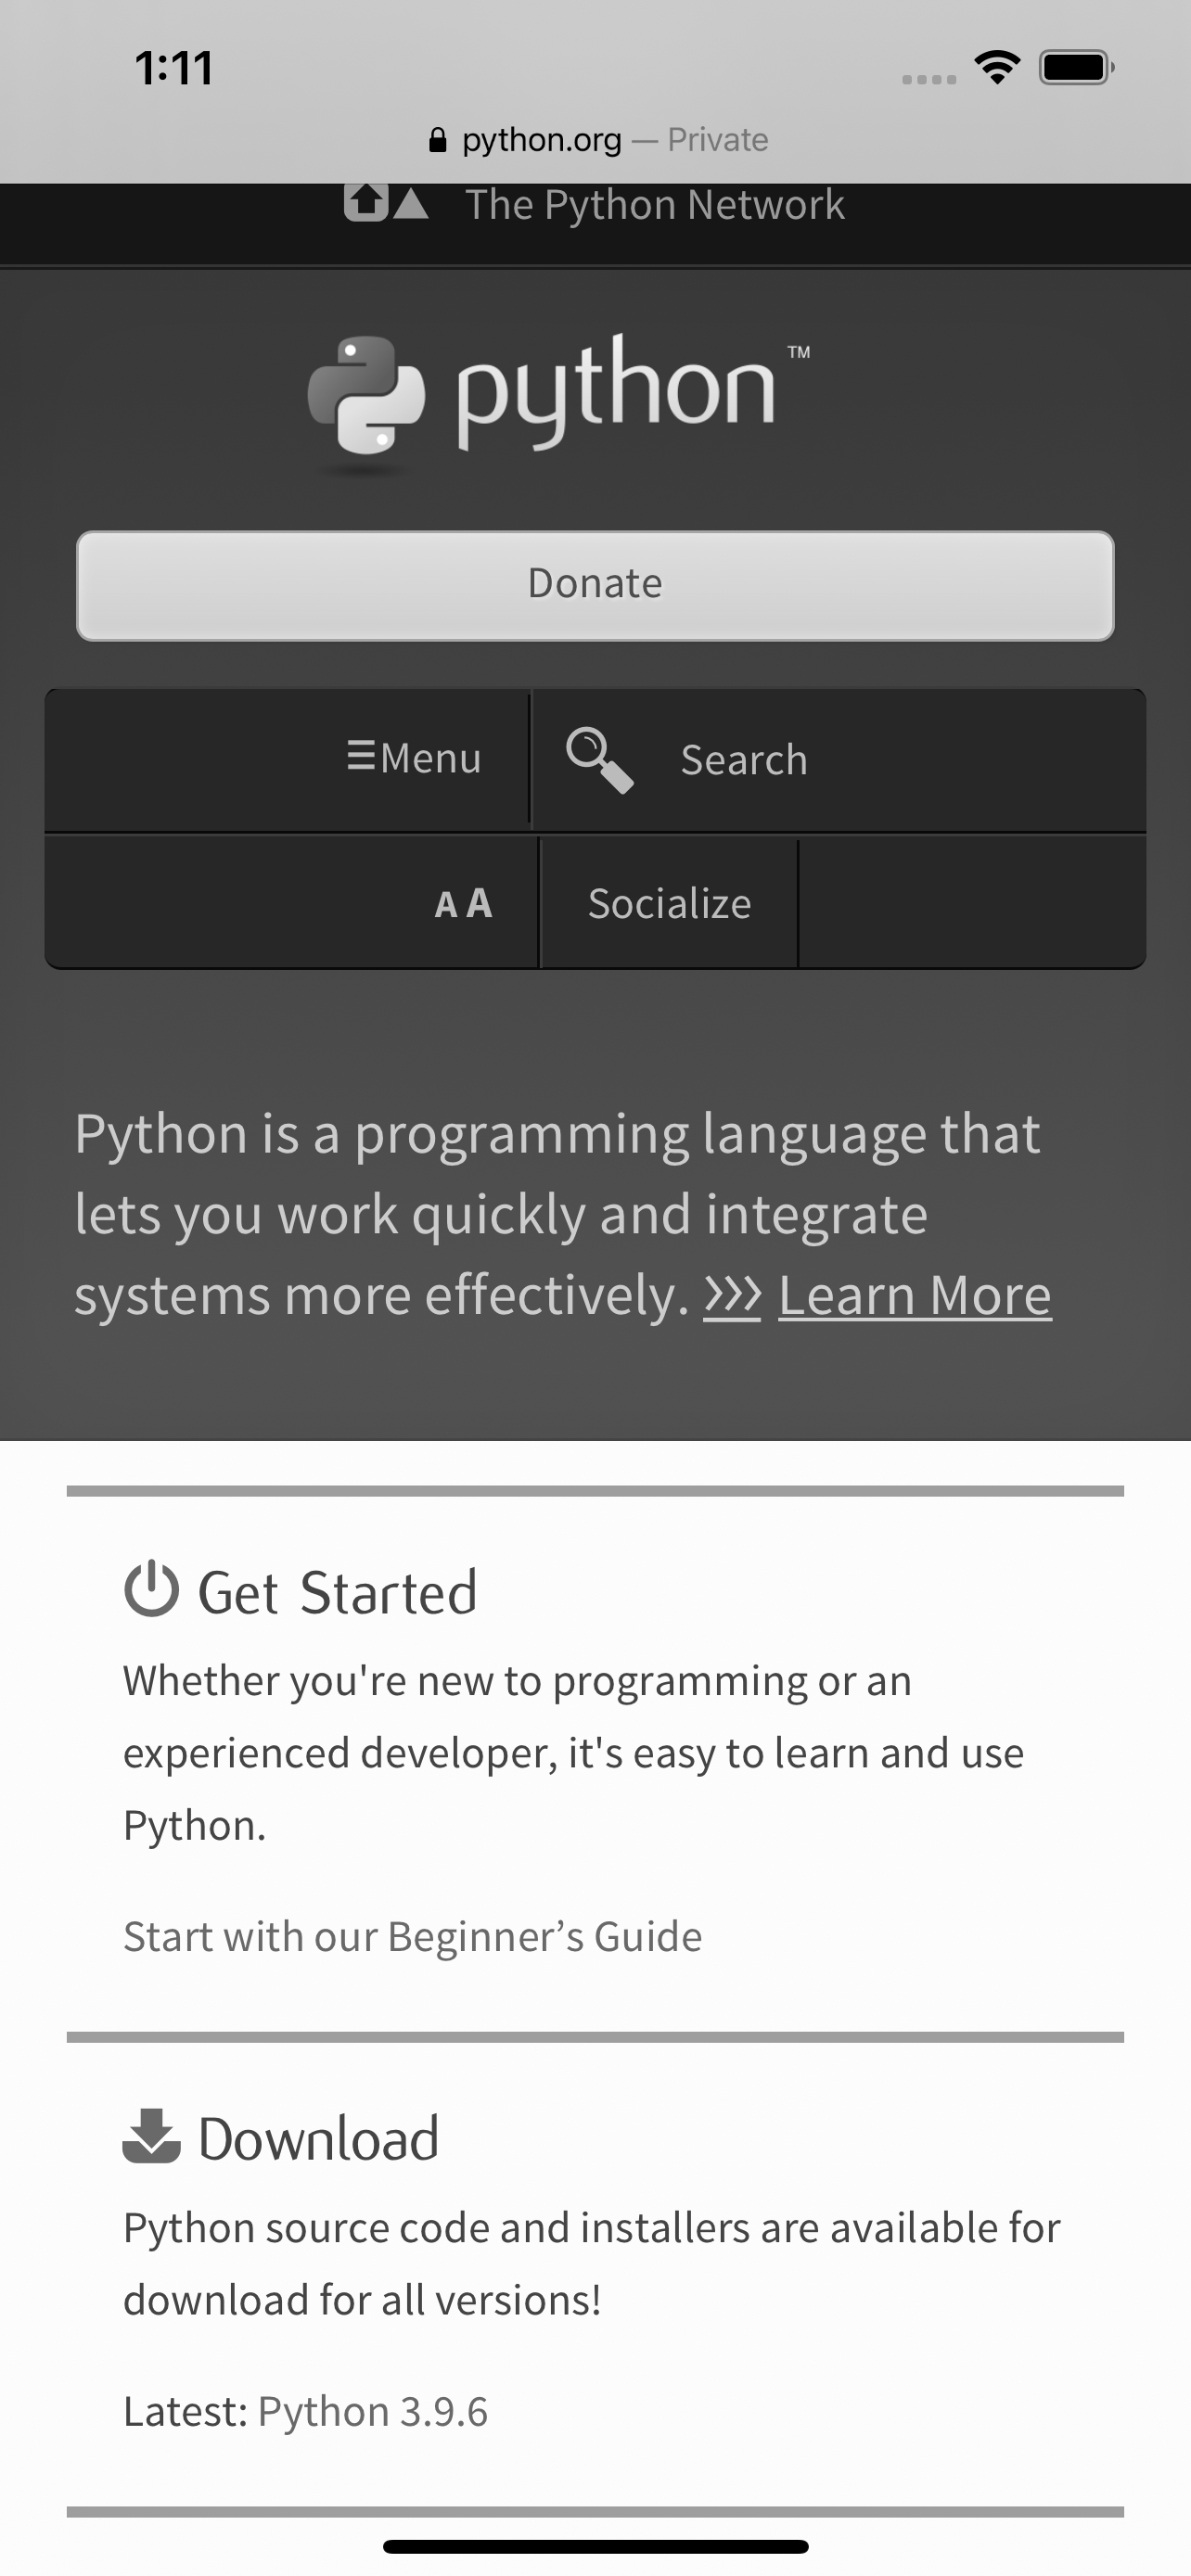 1:11
python.org — Private
The Python Network
python™
Donate
Menu
Search
A A
Socialize
Python is a programming language that
lets you work quickly and integrate
systems more effectively. >>> Learn More
Get Started
Whether you're new to programming or an
experienced developer, it's easy to learn and use
Python.
Start with our Beginner’s Guide
Download
Python source code and installers are available for
download for all versions!
Latest: Python 3.9.6